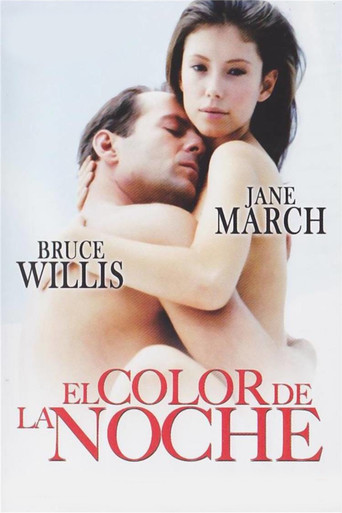 JANE
MARCH
BRUCE
WILLIS
EL COLOR DE
LA NOCHE